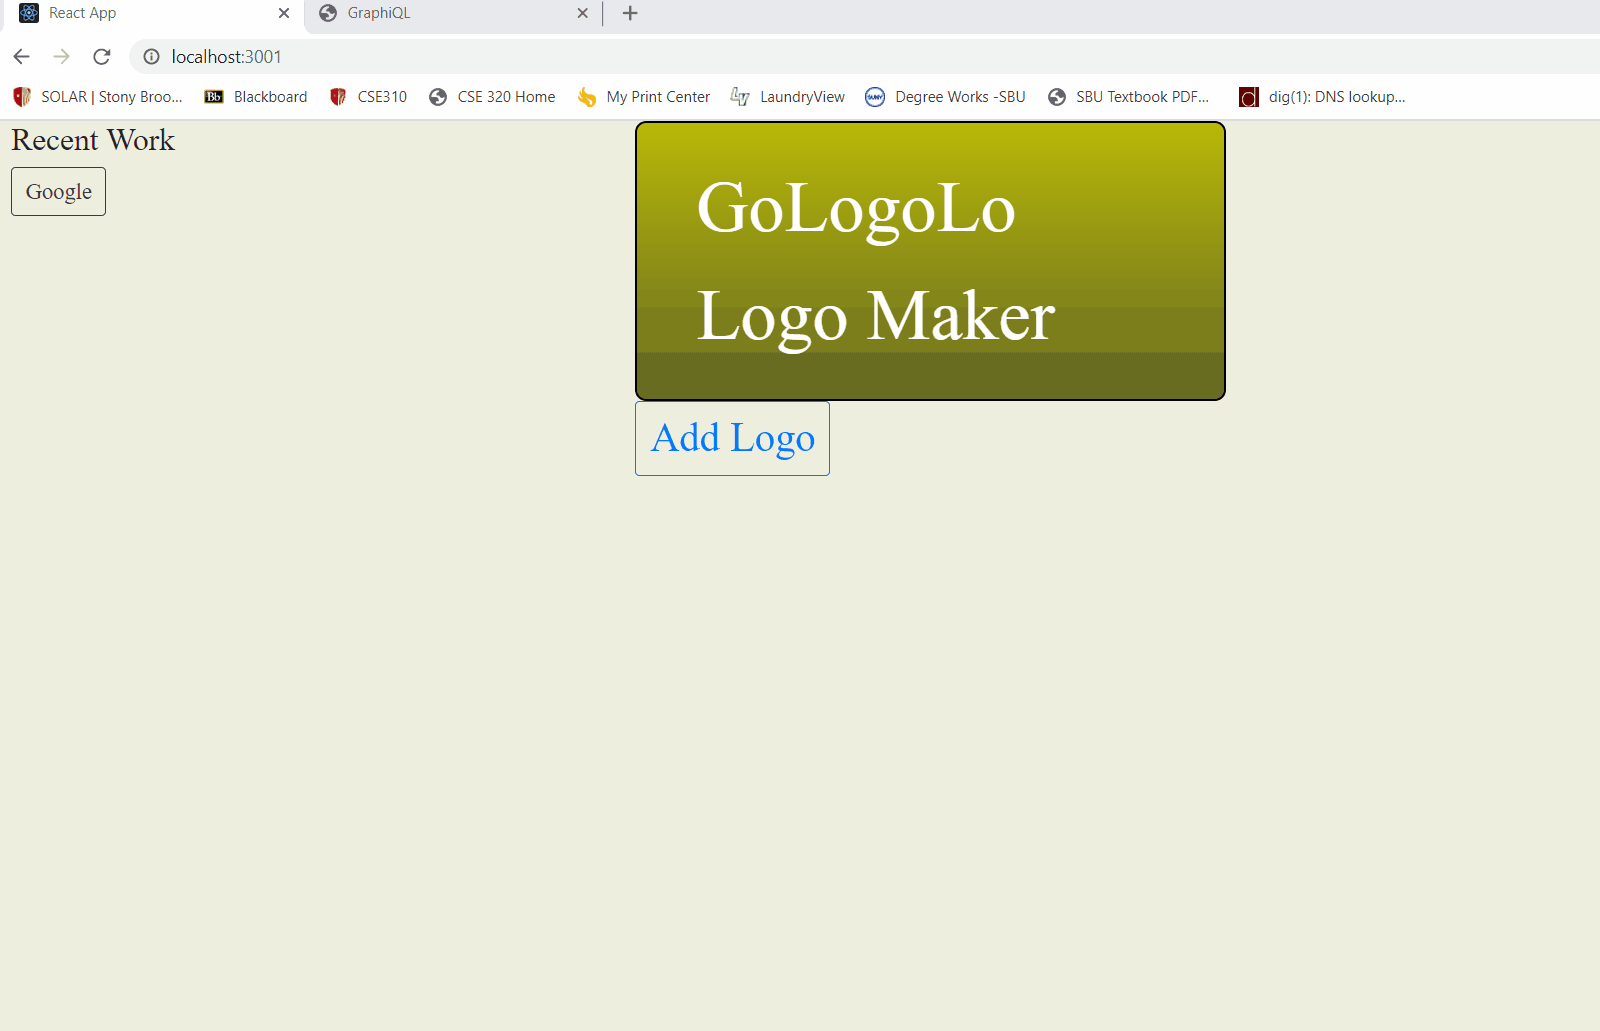 React App
GraphiQL
localhost:3001
SOLAR | Stony Broo... Blackboard CSE310 CSE 320 Home My Print Center LaundryView Degree Works -SBU SBU Textbook PDF... dig(1): DNS lookup...
Recent Work
Google
GoLogoLo
Logo Maker
Add Logo